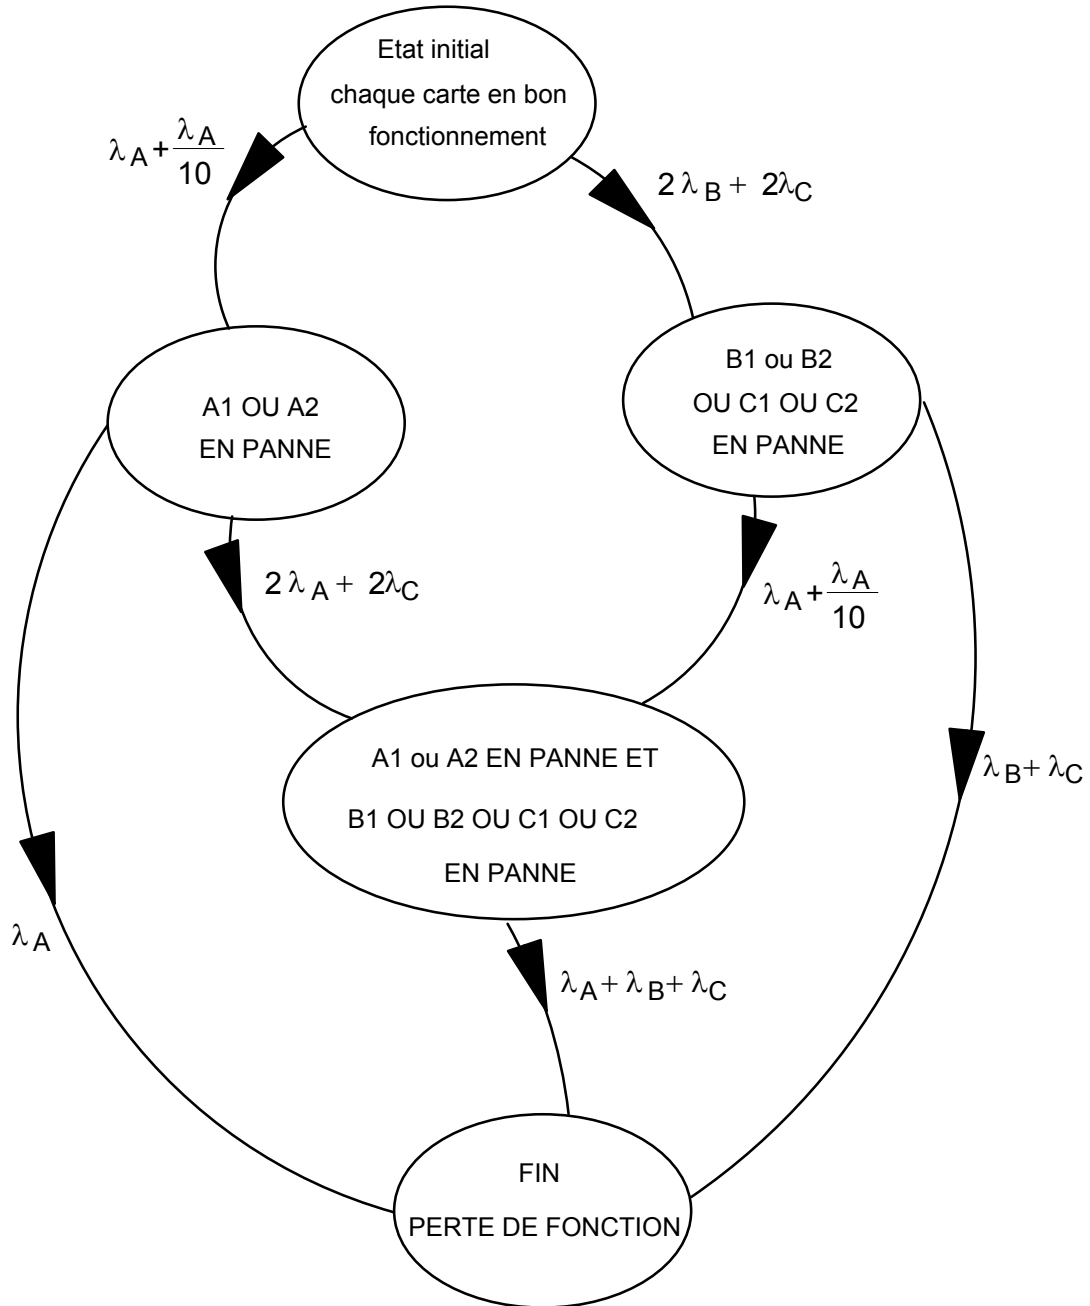 Etat initial
chaque carte en bon
fonctionnement
λA + λA/10
2 λB + 2λC
A1 OU A2
EN PANNE
B1 ou B2
OU C1 OU C2
EN PANNE
2 λA + 2λC
λA + λA/10
A1 ou A2 EN PANNE ET
B1 OU B2 OU C1 OU C2
EN PANNE
λB + λC
λA
λA + λB + λC
FIN
PERTE DE FONCTION